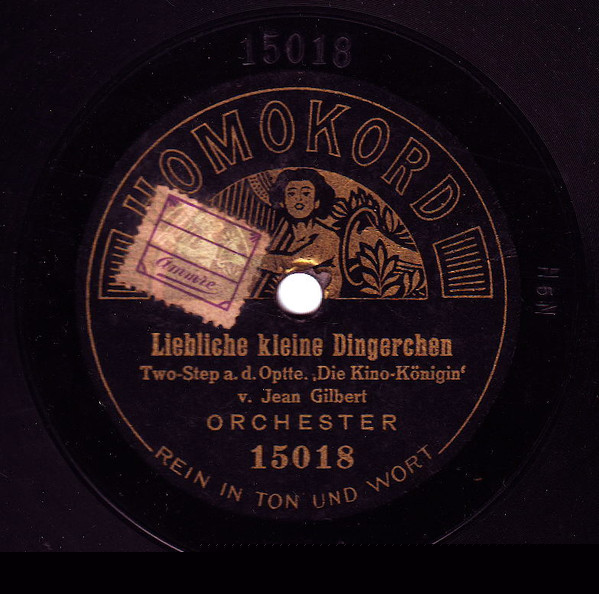 15018
HOMOKORD
Liebliche kleine Dingerchen
Two-Step a. d. Optte. ‚Die Kino-Königin‘
v. Jean Gilbert
ORCHESTER
15018
REIN IN TON UND WORT